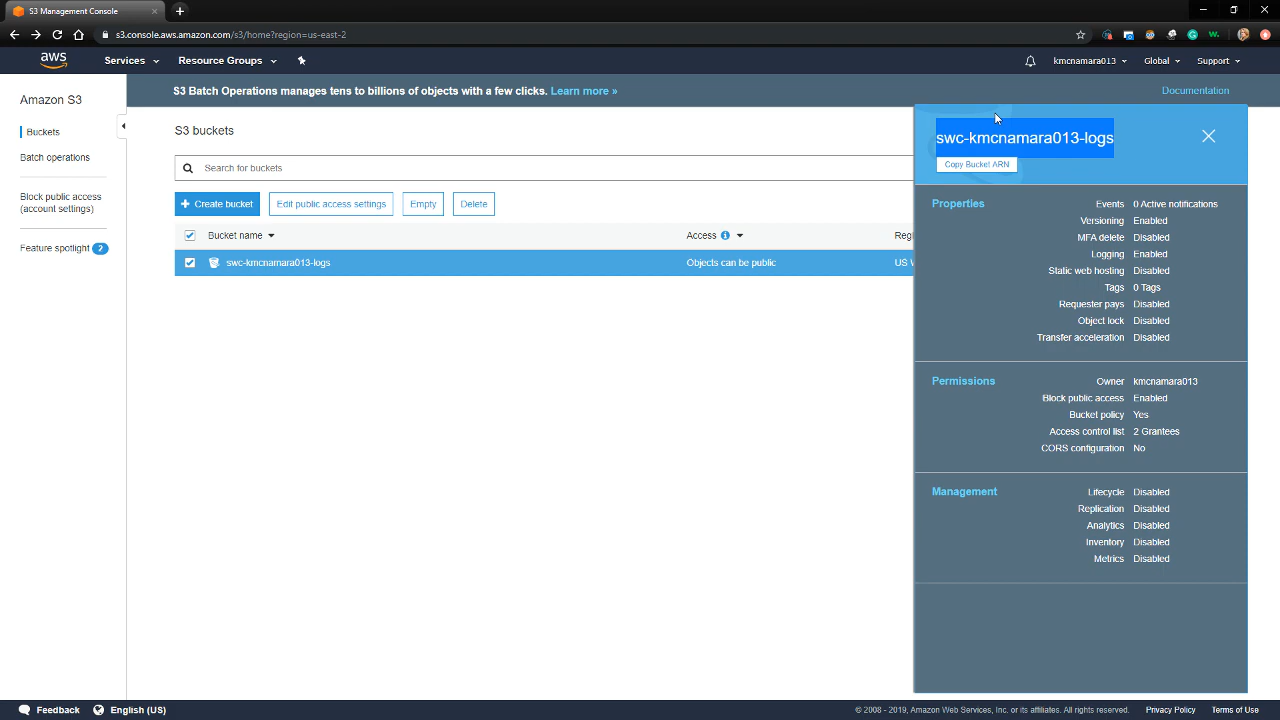 S3 Management Console
s3.console.aws.amazon.com/s3/home?region=us-east-2
aws
Services
Resource Groups
kmcnamara013
Global
Support
Amazon S3
Buckets
Batch operations
Block public access
(account settings)
Feature spotlight 2
S3 Batch Operations manages tens to billions of objects with a few clicks. Learn more »
Documentation
S3 buckets
Search for buckets
+ Create bucket
Edit public access settings
Empty
Delete
Bucket name
Access
Regi
swc-kmcnamara013-logs
Objects can be public
US
swc-kmcnamara013-logs
Copy Bucket ARN
Properties
Events 0 Active notifications
Versioning Enabled
MFA delete Disabled
Logging Enabled
Static web hosting Disabled
Tags 0 Tags
Requester pays Disabled
Object lock Disabled
Transfer acceleration Disabled
Permissions
Owner kmcnamara013
Block public access Enabled
Bucket policy Yes
Access control list 2 Grantees
CORS configuration No
Management
Lifecycle Disabled
Replication Disabled
Analytics Disabled
Inventory Disabled
Metrics Disabled
Feedback
English (US)
© 2008 - 2019, Amazon Web Services, Inc. or its affiliates. All rights reserved.
Privacy Policy
Terms of Use